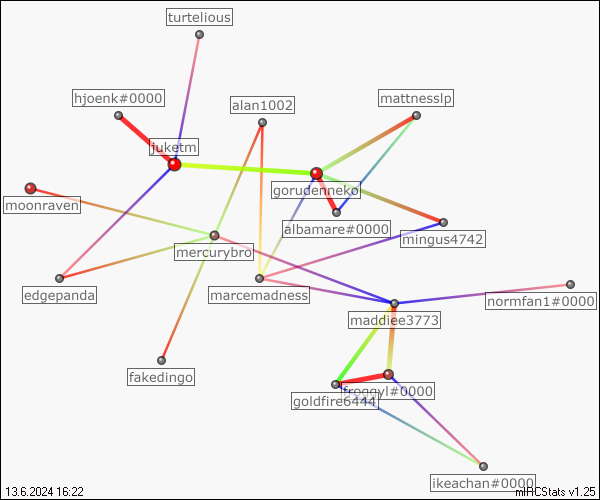 turtelious
hjoenk#0000
alan1002
mattnesslp
juketm
gorudenneko
moonraven
albamare#0000
mingus4742
mercurybro
edgepanda
marcemadness
normfan1#0000
maddiee3773
fakedingo
froggyl#0000
goldfire6444
ikeachan#0000
13.6.2024 16:22
mIRCStats v1.25